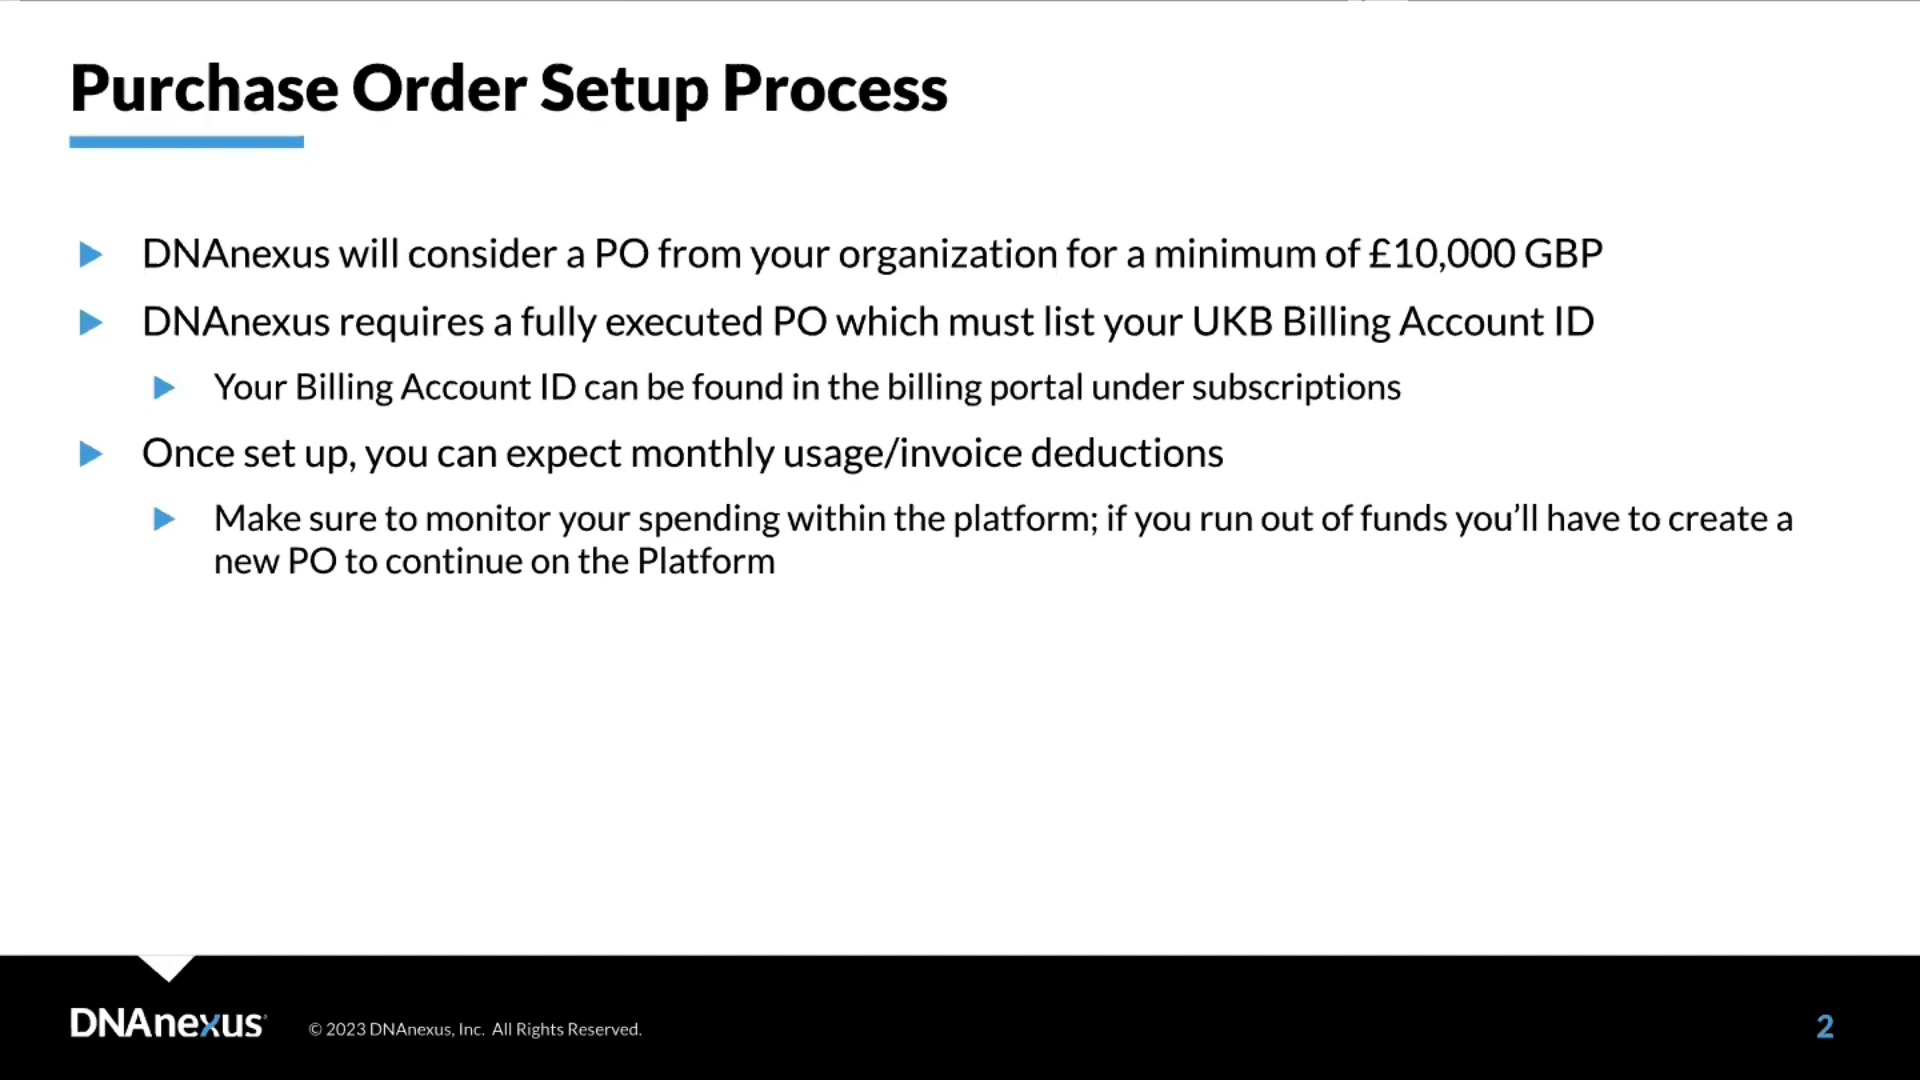 Purchase Order Setup Process
DNAnexus will consider a PO from your organization for a minimum of £10,000 GBP
DNAnexus requires a fully executed PO which must list your UKB Billing Account ID
Your Billing Account ID can be found in the billing portal under subscriptions
Once set up, you can expect monthly usage/invoice deductions
Make sure to monitor your spending within the platform; if you run out of funds you’ll have to create a
new PO to continue on the Platform
DNAnexus
© 2023 DNAnexus, Inc. All Rights Reserved.
2